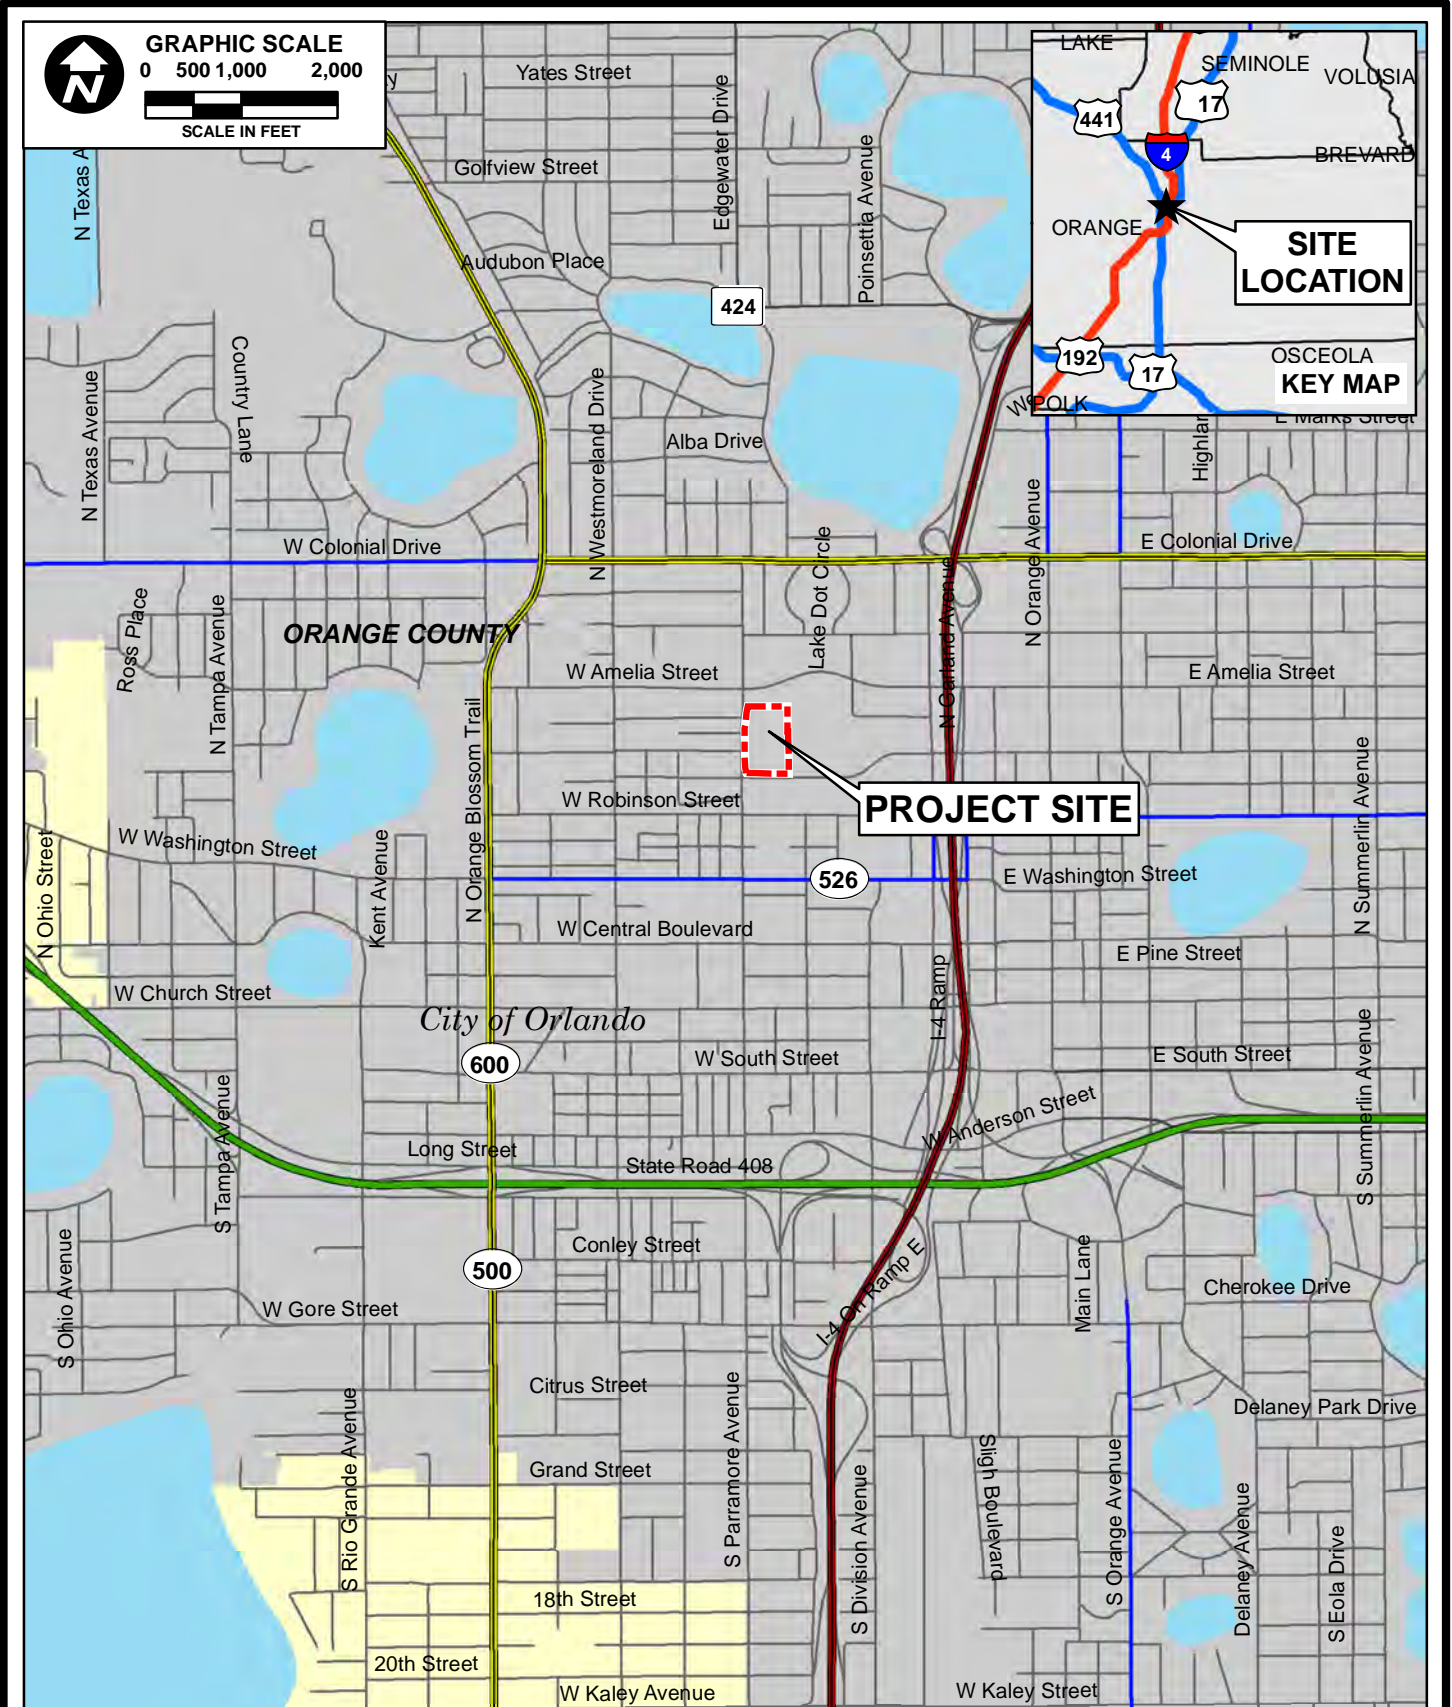 GRAPHIC SCALE
0 500 1,000 2,000
SCALE IN FEET
N
Yates Street
Golfview Street
Edgewater Drive
Poinsettia Avenue
Audubon Place
424
N Texas A
LAKE
SEMINOLE
VOLUSIA
441
17
4
BREVARD
ORANGE
SITE
LOCATION
192
17
OSCEOLA
KEY MAP
POLK
E Marks Street
Highlan
N Texas Avenue
Country Lane
N Westmoreland Drive
Alba Drive
W Colonial Drive
E Colonial Drive
Lake Dot Circle
N Garland Avenue
N Orange Avenue
Ross Place
N Tampa Avenue
ORANGE COUNTY
W Amelia Street
E Amelia Street
N Orange Blossom Trail
W Robinson Street
PROJECT SITE
N Summerlin Avenue
N Ohio Street
W Washington Street
Kent Avenue
526
E Washington Street
W Central Boulevard
E Pine Street
W Church Street
I-4 Ramp
City of Orlando
600
W South Street
E South Street
S Tampa Avenue
Long Street
W Anderson Street
State Road 408
S Summerlin Avenue
S Ohio Avenue
Conley Street
500
I-4 On Ramp E
Main Lane
Cherokee Drive
W Gore Street
Citrus Street
S Parramore Avenue
Delaney Park Drive
S Rio Grande Avenue
Grand Street
S Division Avenue
Sligh Boulevard
S Orange Avenue
Delaney Avenue
S Eola Drive
18th Street
20th Street
W Kaley Avenue
W Kaley Street